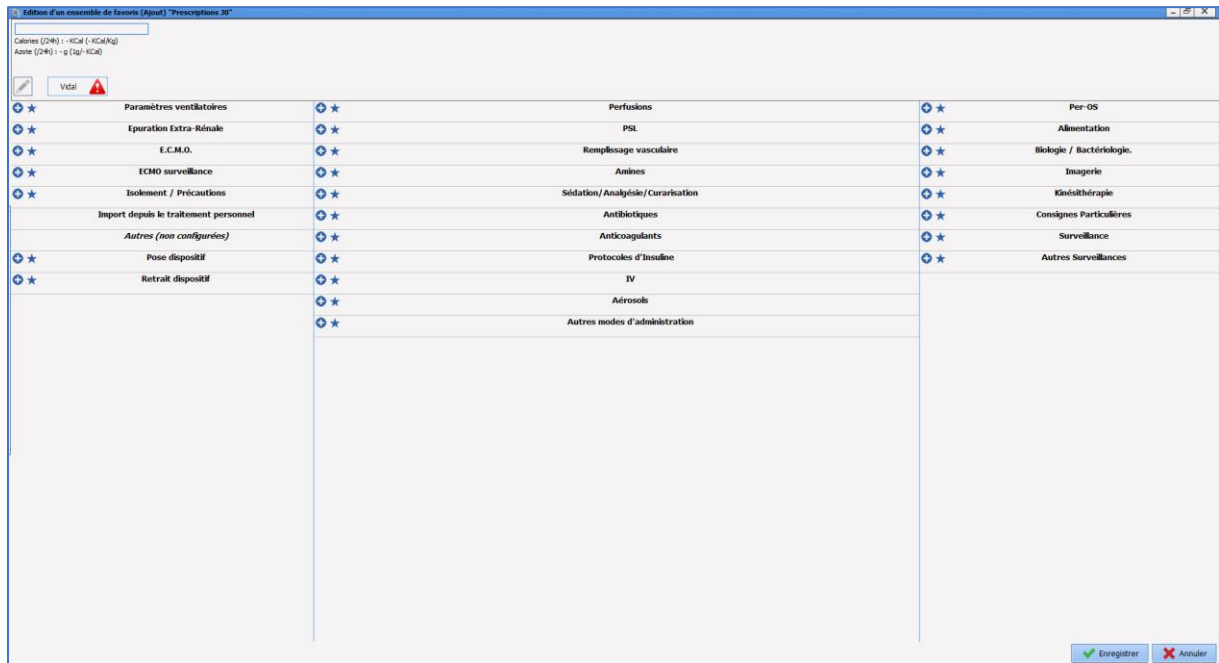 Edition d'un ensemble de favoris (Ajout) "Prescriptions J0"
Calories (/24h) : - KCal (- KCal/Kg)
Azote (/24h) : - g (1g/- KCal)
Vidal
Paramètres ventilatoires
Epuration Extra-Rénale
E.C.M.O.
ECMO surveillance
Isolement / Précautions
Import depuis le traitement personnel
Autres (non configurées)
Pose dispositif
Retrait dispositif
Perfusions
PSL
Remplissage vasculaire
Amines
Sédation/Analgésie/Curarisation
Antibiotiques
Anticoagulants
Protocoles d'Insuline
IV
Aérosols
Autres modes d'administration
Per-OS
Alimentation
Biologie / Bactériologie.
Imagerie
Kinésithérapie
Consignes Particulières
Surveillance
Autres Surveillances
Enregistrer
Annuler